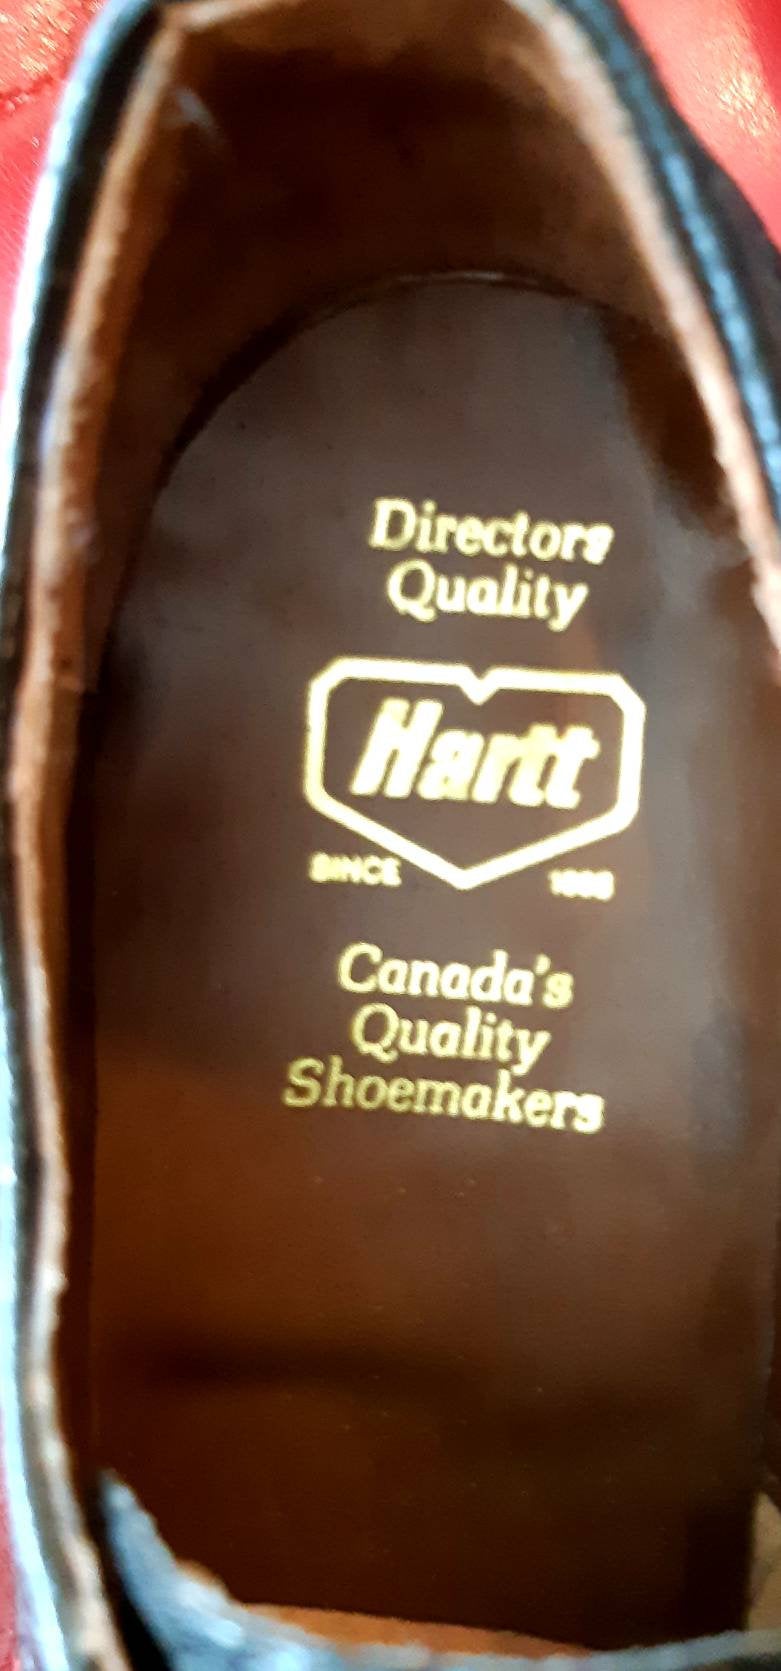 Directors
Quality
Hartt
SINCE
Canada's
Quality
Shoemakers